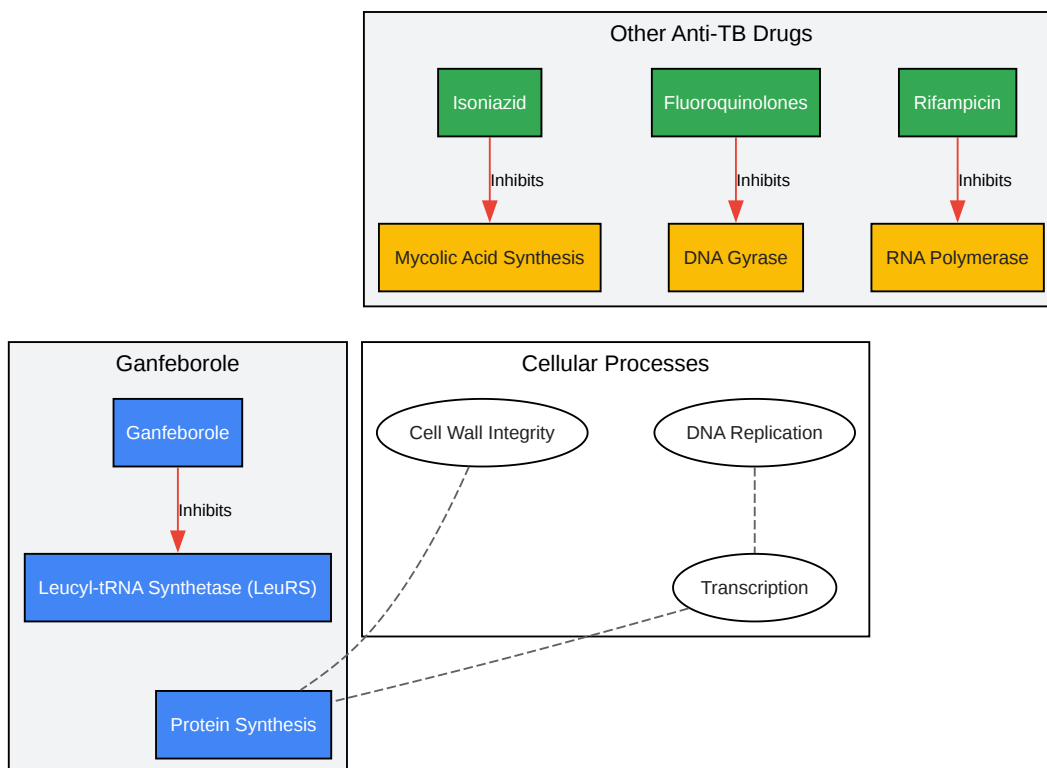 Other Anti-TB Drugs
Isoniazid
Fluoroquinolones
Rifampicin
Inhibits
Inhibits
Inhibits
Mycolic Acid Synthesis
DNA Gyrase
RNA Polymerase
Ganfeborole
Ganfeborole
Inhibits
Leucyl-tRNA Synthetase (LeuRS)
Protein Synthesis
Cellular Processes
Cell Wall Integrity
DNA Replication
Transcription